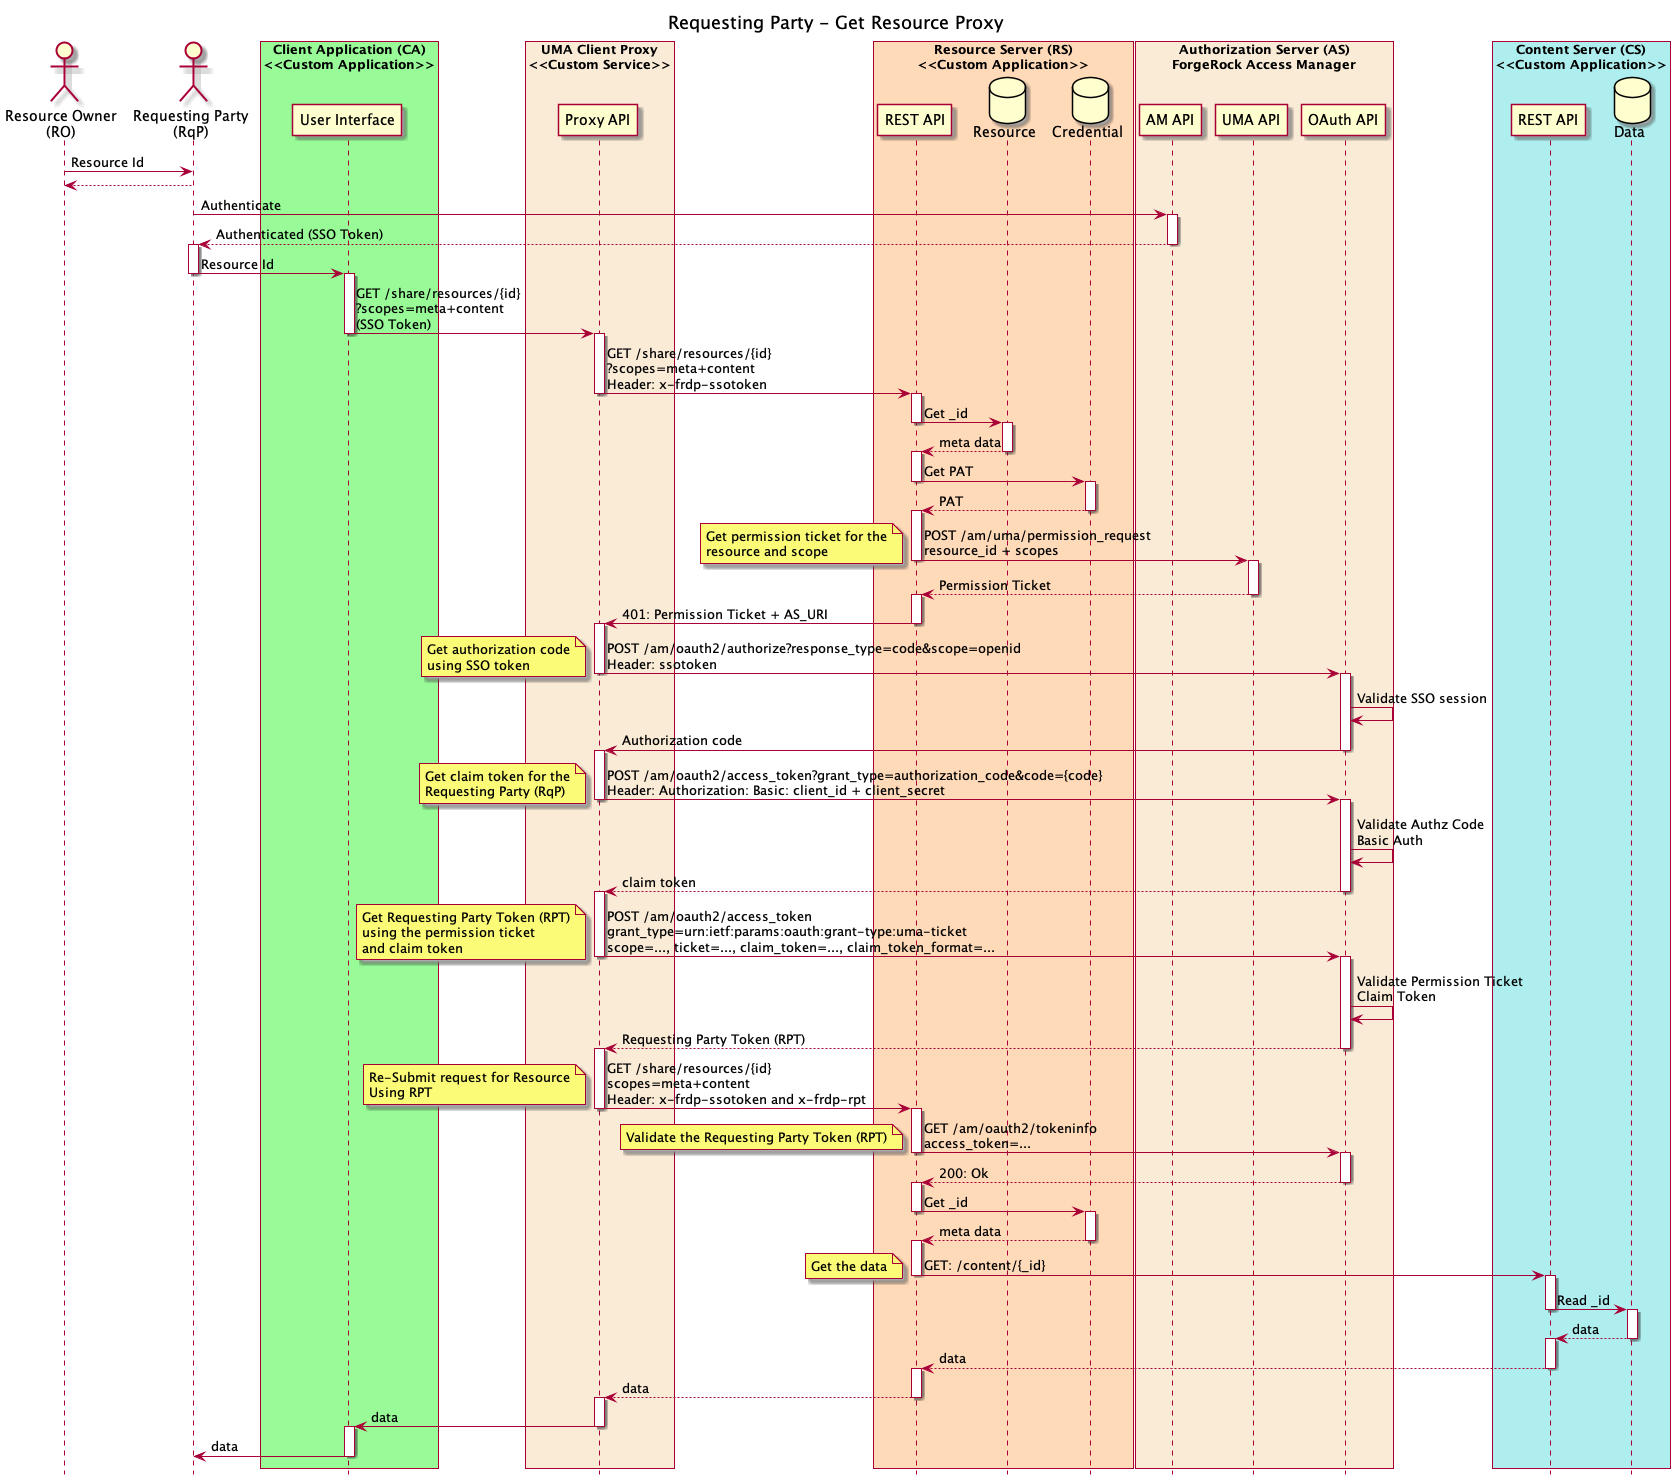 Requesting Party - Get Resource Proxy
Client Application (CA)
<<Custom Application>>
UMA Client Proxy
<<Custom Service>>
Resource Server (RS)
<<Custom Application>>
Authorization Server (AS)
ForgeRock Access Manager
Content Server (CS)
<<Custom Application>>
Resource Owner
(RO)
Requesting Party
(RqP)
User Interface
Proxy API
REST API
Resource
Credential
AM API
UMA API
OAuth API
REST API
Data
Resource Id
Authenticate
Authenticated (SSO Token)
Resource Id
GET /share/resources/{id}
?scopes=meta+content
(SSO Token)
GET /share/resources/{id}
?scopes=meta+content
Header: x-frdp-ssotoken
Get _id
meta data
Get PAT
PAT
Get permission ticket for the
resource and scope
POST /am/uma/permission_request
resource_id + scopes
Permission Ticket
401: Permission Ticket + AS_URI
Get authorization code
using SSO token
POST /am/oauth2/authorize?response_type=code&scope=openid
Header: ssotoken
Validate SSO session
Authorization code
Get claim token for the
Requesting Party (RqP)
POST /am/oauth2/access_token?grant_type=authorization_code&code={code}
Header: Authorization: Basic: client_id + client_secret
Validate Authz Code
Basic Auth
claim token
Get Requesting Party Token (RPT)
using the permission ticket
and claim token
POST /am/oauth2/access_token
grant_type=urn:ietf:params:oauth:grant-type:uma-ticket
scope=..., ticket=..., claim_token=..., claim_token_format=...
Validate Permission Ticket
Claim Token
Requesting Party Token (RPT)
Re-Submit request for Resource
Using RPT
GET /share/resources/{id}
scopes=meta+content
Header: x-frdp-ssotoken and x-frdp-rpt
Validate the Requesting Party Token (RPT)
GET /am/oauth2/tokeninfo
access_token=...
200: Ok
Get _id
meta data
Get the data
GET: /content/{_id}
Read _id
data
data
data
data
data